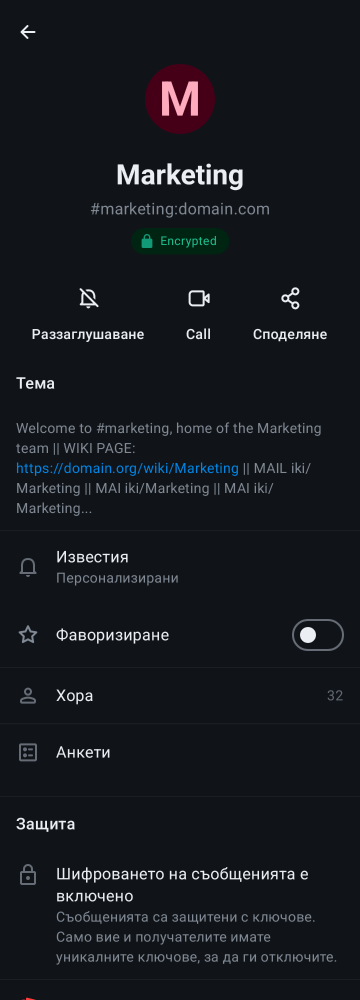 M
Marketing
#marketing:domain.com
Encrypted
Раззаглушаване
Call
Споделяне
Тема
Welcome to #marketing, home of the Marketing
team || WIKI PAGE:
https://domain.org/wiki/Marketing || MAIL iki/
Marketing || MAI iki/Marketing || MAI iki/
Marketing...
Известия
Персонализирани
Фаворизиране
Хора
32
Анкети
Защита
Шифроването на съобщенията е
включено
Съобщенията са защитени с ключове.
Само вие и получателите имате
уникалните ключове, за да ги отключите.